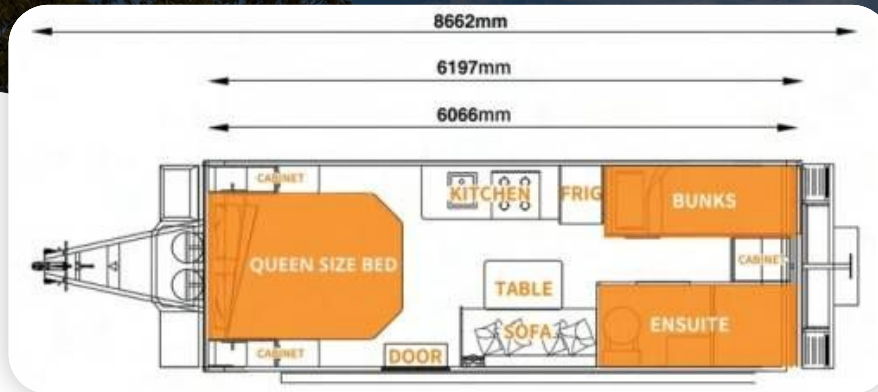 8662mm
6197mm
6066mm
CABINET
KITCHEN
FRIG
BUNKS
QUEEN SIZE BED
CABINET
TABLE
SOFA
ENSUITE
CABINET
DOOR